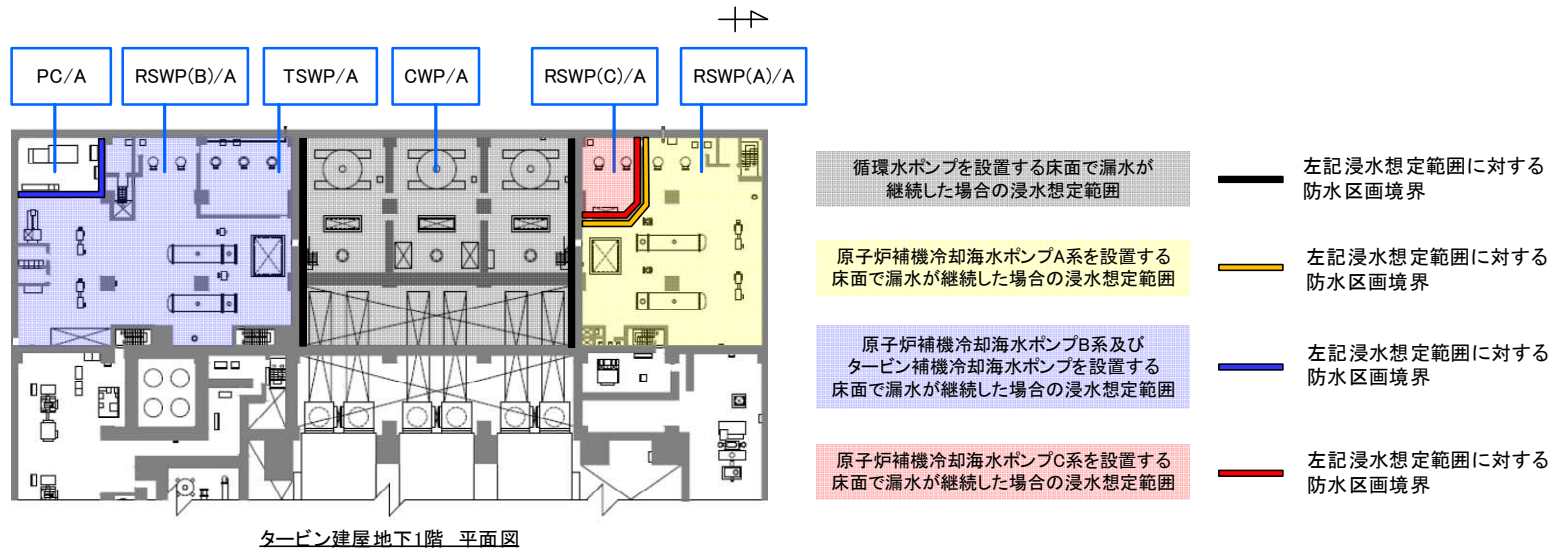 PC/A
RSWP(B)/A
TSWP/A
CWP/A
RSWP(C)/A
RSWP(A)/A
循環水ポンプを設置する床面で漏水が
継続した場合の浸水想定範囲
左記浸水想定範囲に対する
防水区画境界
原子炉補機冷却海水ポンプA系を設置する
床面で漏水が継続した場合の浸水想定範囲
左記浸水想定範囲に対する
防水区画境界
原子炉補機冷却海水ポンプB系及び
タービン補機冷却海水ポンプを設置する
床面で漏水が継続した場合の浸水想定範囲
左記浸水想定範囲に対する
防水区画境界
原子炉補機冷却海水ポンプC系を設置する
床面で漏水が継続した場合の浸水想定範囲
左記浸水想定範囲に対する
防水区画境界
タービン建屋地下1階 平面図